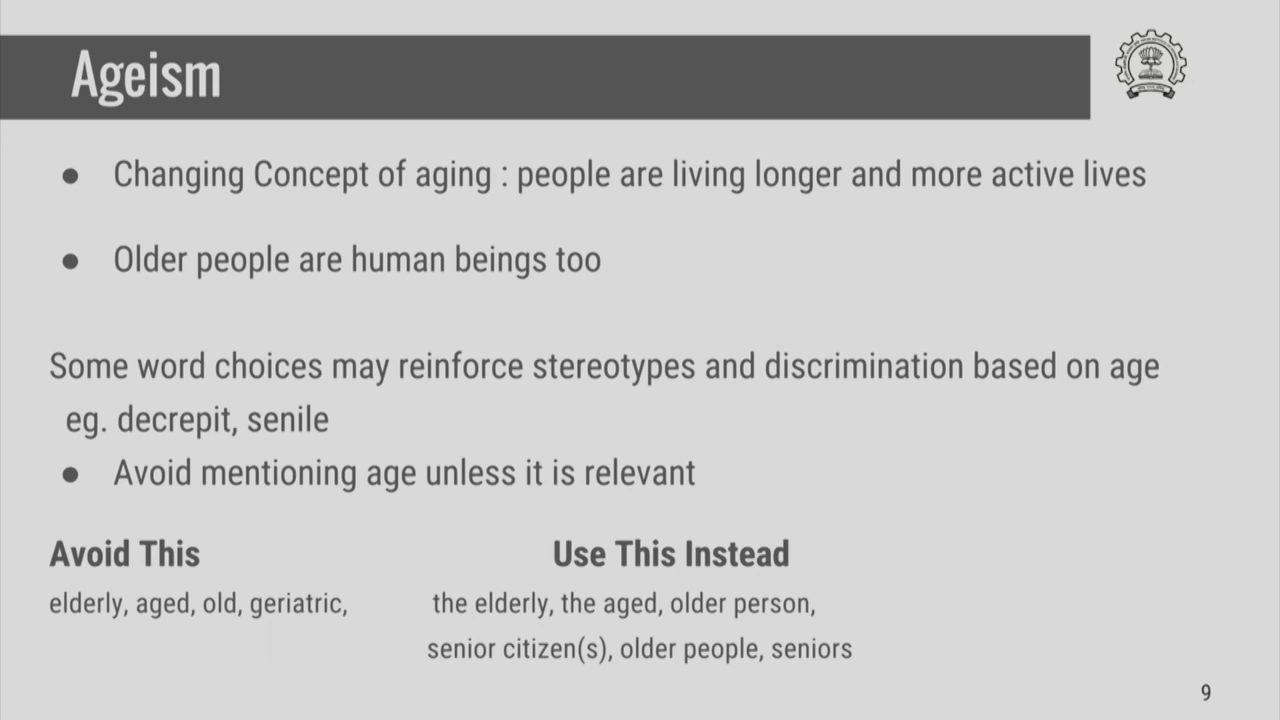 Ageism
● Changing Concept of aging : people are living longer and more active lives
● Older people are human beings too
Some word choices may reinforce stereotypes and discrimination based on age
eg. decrepit, senile
● Avoid mentioning age unless it is relevant
Avoid This Use This Instead
elderly, aged, old, geriatric, the elderly, the aged, older person,
senior citizen(s), older people, seniors
9